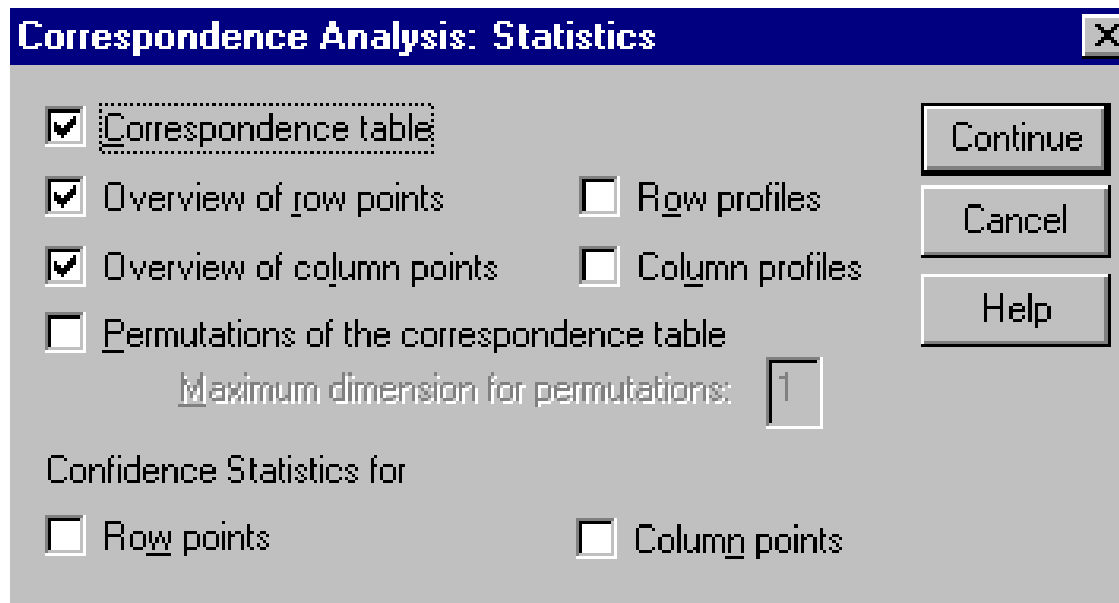 Correspondence Analysis: Statistics
Correspondence table
Continue
Overview of row points
Row profiles
Cancel
Overview of column points
Column profiles
Help
Permutations of the correspondence table
Maximum dimension for permutations: 1
Confidence Statistics for
Row points
Column points